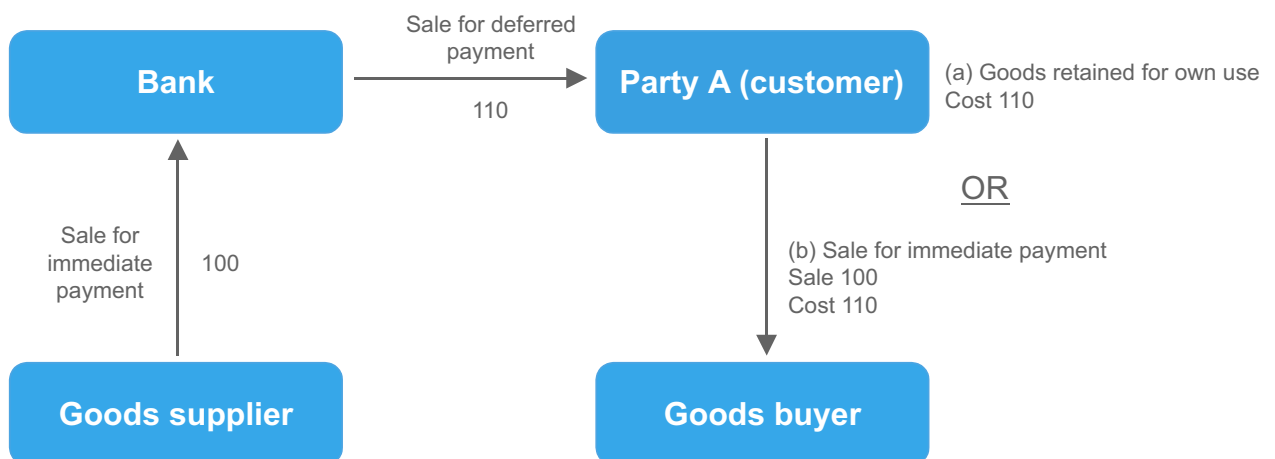 Sale for deferred
payment
Bank
Party A (customer)
(a) Goods retained for own use
Cost 110
110
OR
Sale for
immediate
payment
100
(b) Sale for immediate payment
Sale 100
Cost 110
Goods supplier
Goods buyer